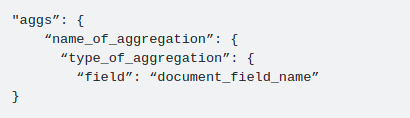 "aggs”: {
    “name_of_aggregation”: {
      “type_of_aggregation”: {
        “field”: “document_field_name”
}